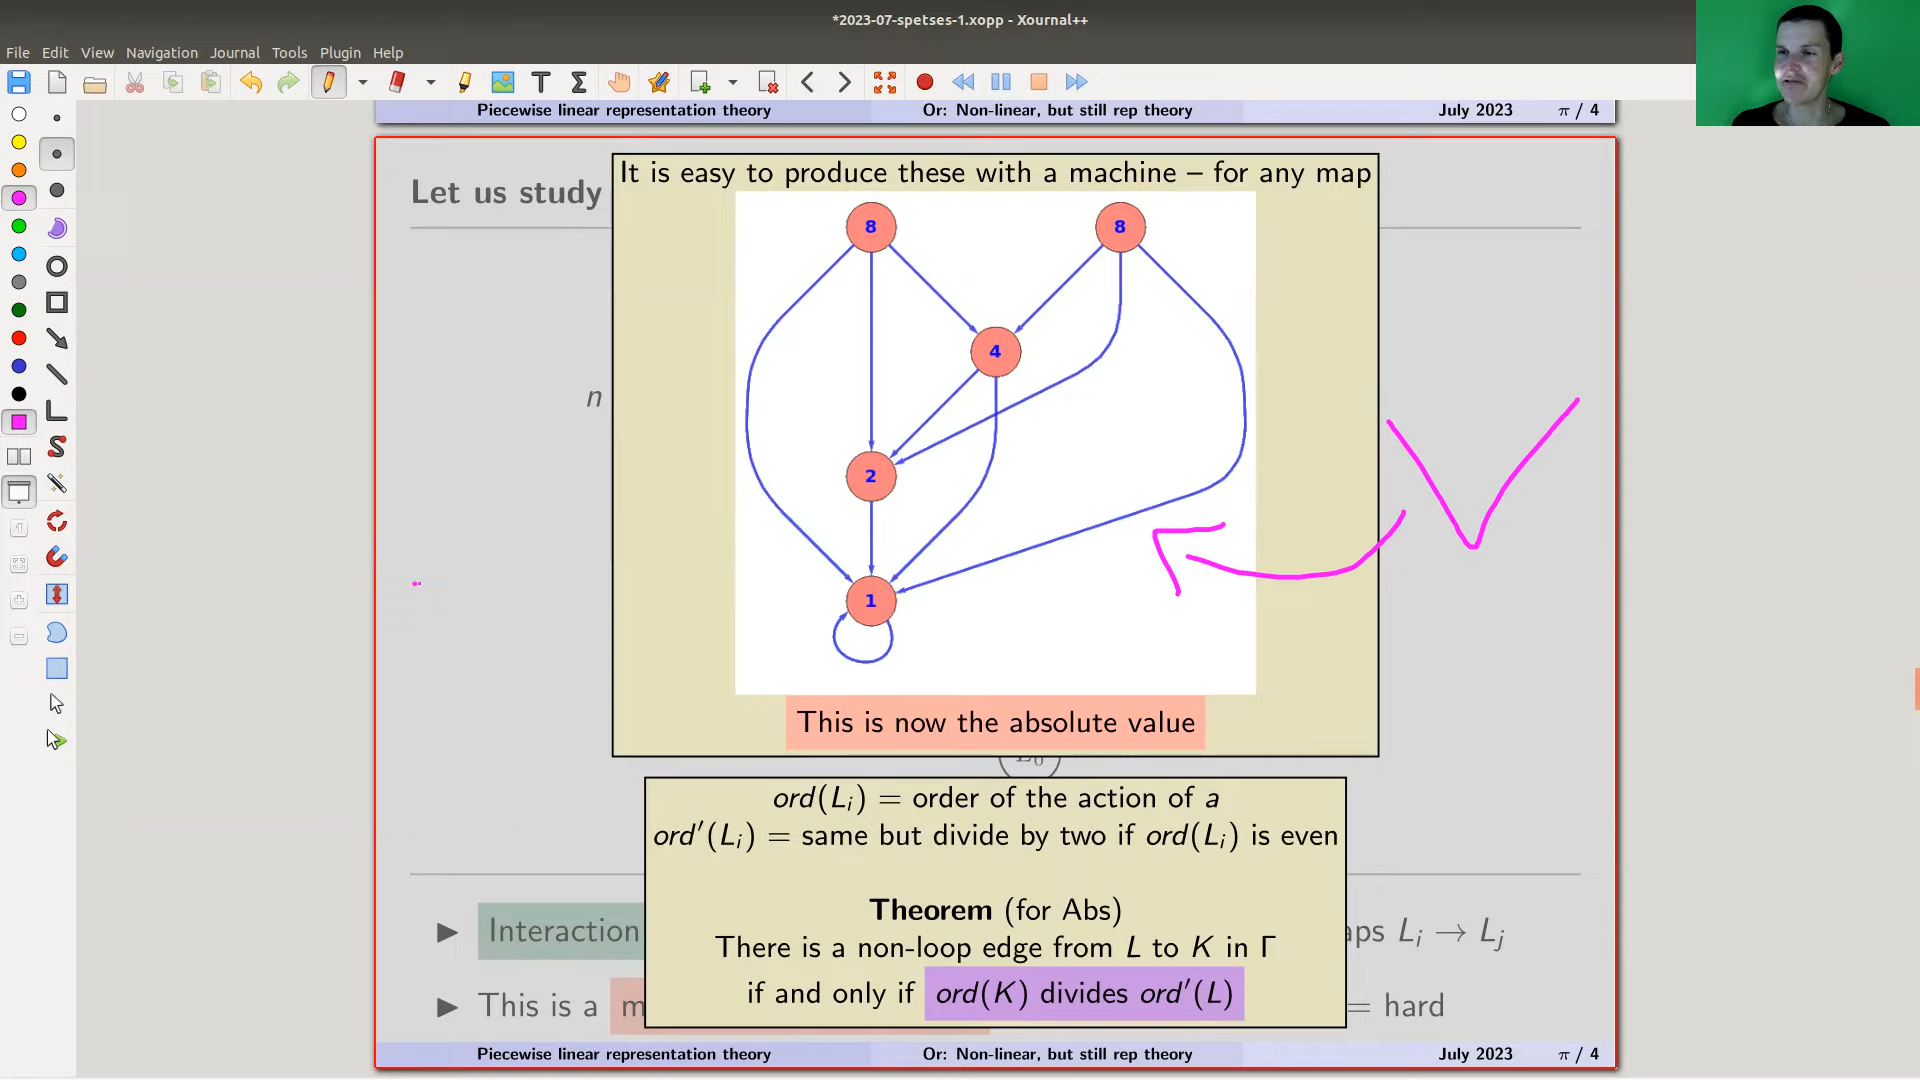 *2023-07-spetses-1.xopp - Xournal++
File Edit View Navigation Journal Tools Plugin Help
Piecewise linear representation theory Or: Non-linear, but still rep theory July 2023 π / 4
Let us study
It is easy to produce these with a machine – for any map
8 8
4
n
2
1
This is now the absolute value
L₀
ord(Lᵢ) = order of the action of a
ord′(Lᵢ) = same but divide by two if ord(Lᵢ) is even
Theorem (for Abs)
There is a non-loop edge from L to K in Γ
if and only if ord(K) divides ord′(L)
► Interaction aps Lᵢ → Lⱼ
► This is a m = hard
Piecewise linear representation theory Or: Non-linear, but still rep theory July 2023 π / 4